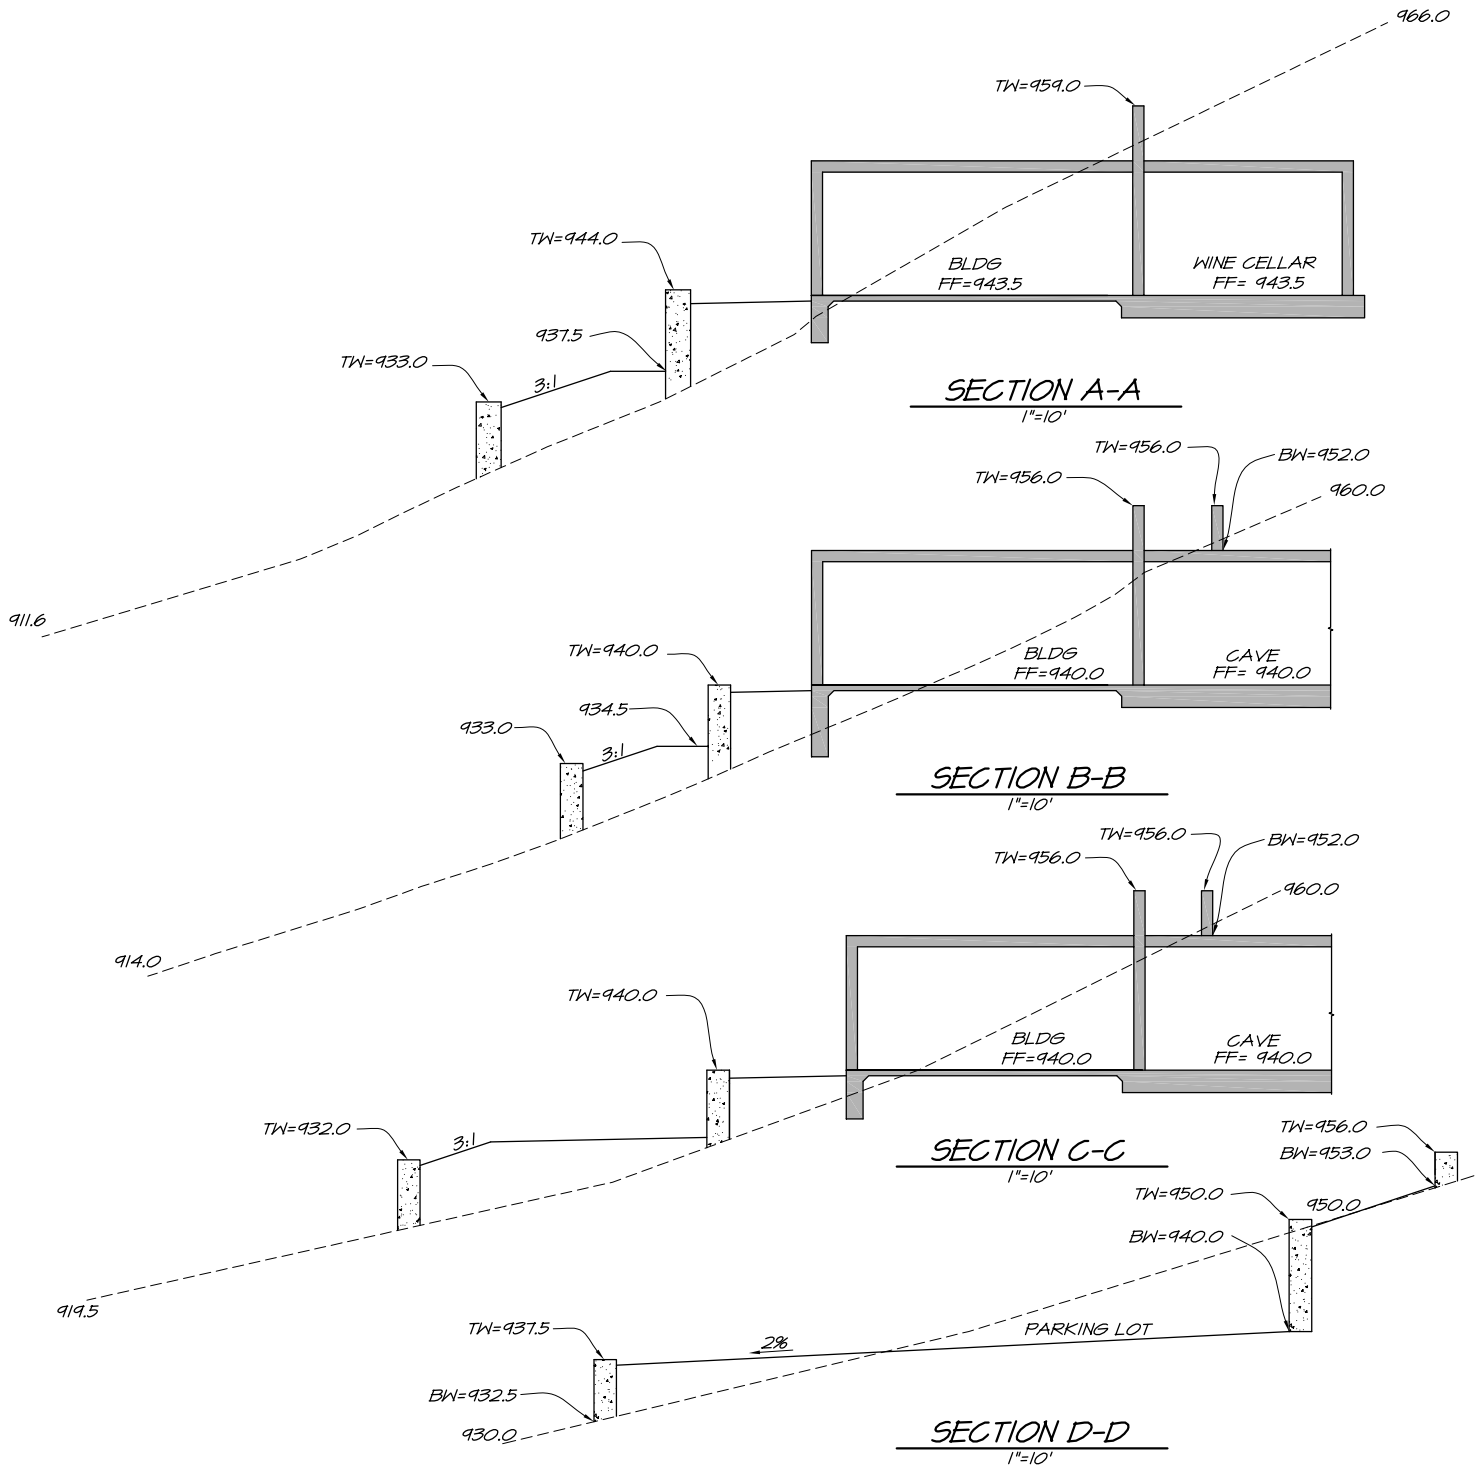 966.0
TW=959.0
TW=944.0
BLDG
FF=943.5
WINE CELLAR
FF= 943.5
937.5
TW=933.0
3:1
SECTION A-A
1"=10'
911.6
TW=956.0
BW=952.0
TW=956.0
960.0
TW=940.0
BLDG
FF=940.0
CAVE
FF= 940.0
934.5
933.0
3:1
SECTION B-B
1"=10'
914.0
TW=956.0
BW=952.0
TW=956.0
960.0
TW=940.0
BLDG
FF=940.0
CAVE
FF= 940.0
TW=932.0
3:1
SECTION C-C
1"=10'
919.5
TW=956.0
BW=953.0
TW=950.0
950.0
BW=940.0
TW=937.5
2%
PARKING LOT
BW=932.5
930.0
SECTION D-D
1"=10'